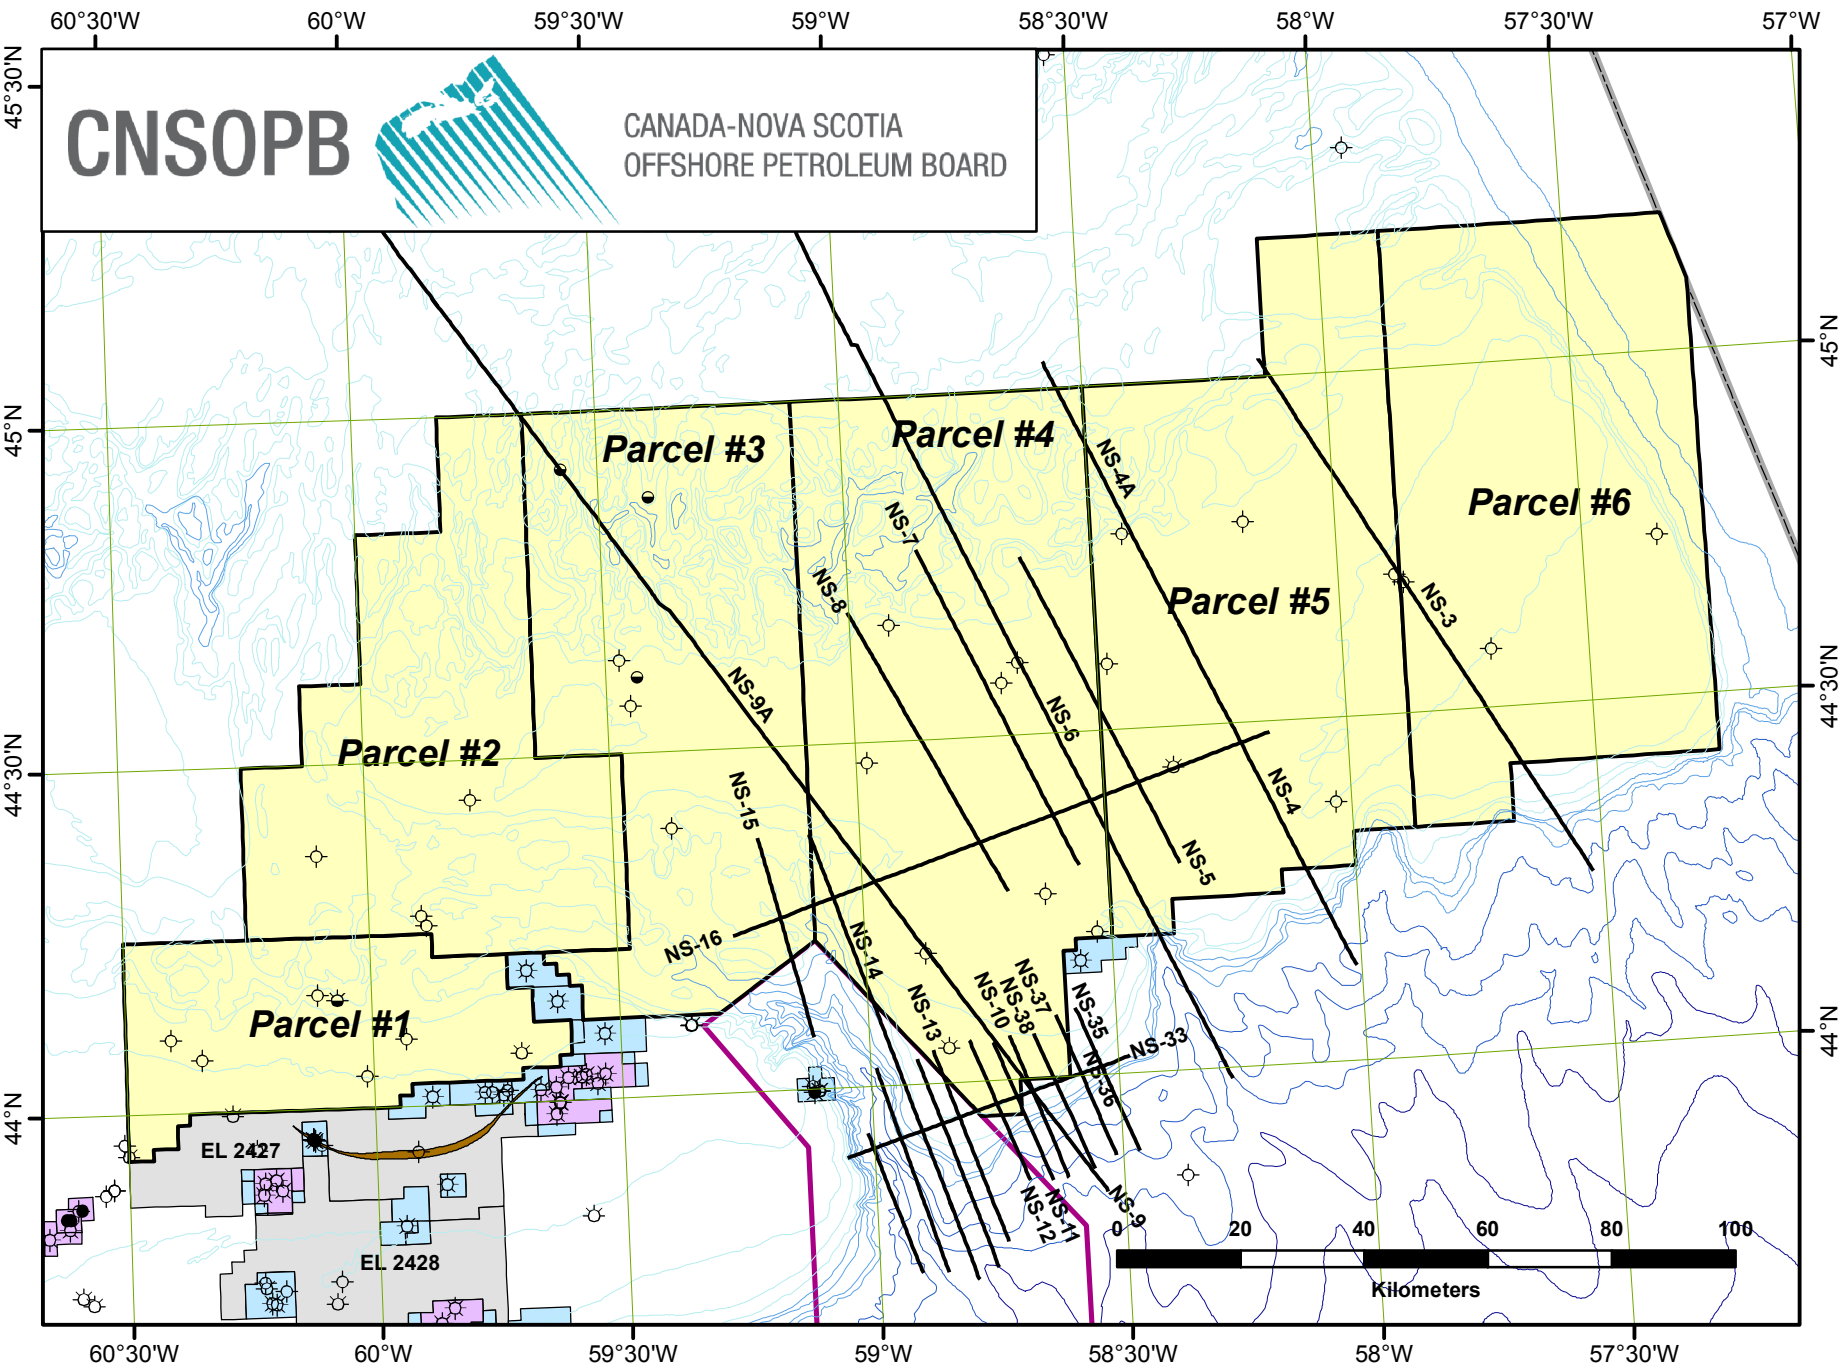 60°30'W 60°W 59°30'W 59°W 58°30'W 58°W 57°30'W 57°W
45°30'N
CNSOPB
CANADA-NOVA SCOTIA
OFFSHORE PETROLEUM BOARD
45°N
45°N
Parcel #3
Parcel #4
NS-4A
Parcel #6
NS-7
NS-8
Parcel #5
NS-3
44°30'N
NS-9A
NS-6
Parcel #2
44°30'N
NS-15
NS-4
NS-5
NS-16
NS-14
NS-37
NS-10
NS-38
NS-35
NS-13
Parcel #1
44°N
NS-33
NS-36
44°N
EL 2427
NS-12
NS-11
NS-9
0 20 40 60 80 100
Kilometers
EL 2428
60°30'W 60°W 59°30'W 59°W 58°30'W 58°W 57°30'W